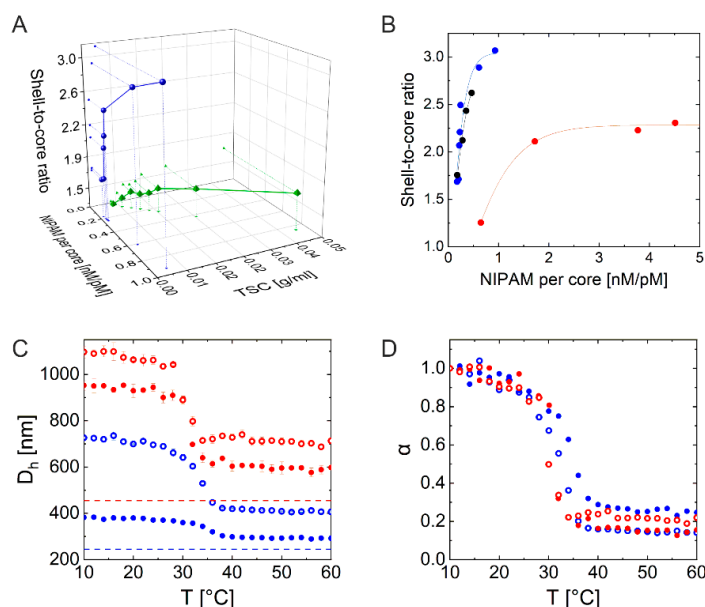 A
Shell-to-core ratio
3.0
2.6
2.2
1.9
1.5
0.0
0.2
0.4
0.6
0.8
1.0
NIPAM per core [nM/pM]
0.00
0.01
0.02
0.02
0.03
0.04
0.05
TSC [g/ml]
B
Shell-to-core ratio
3.0
2.5
2.0
1.5
1.0
0 1 2 3 4 5
NIPAM per core [nM/pM]
C
Dh [nm]
1000
800
600
400
200
10 20 30 40 50 60
T [°C]
D
α
1.0
0.8
0.6
0.4
0.2
0.0
10 20 30 40 50 60
T [°C]